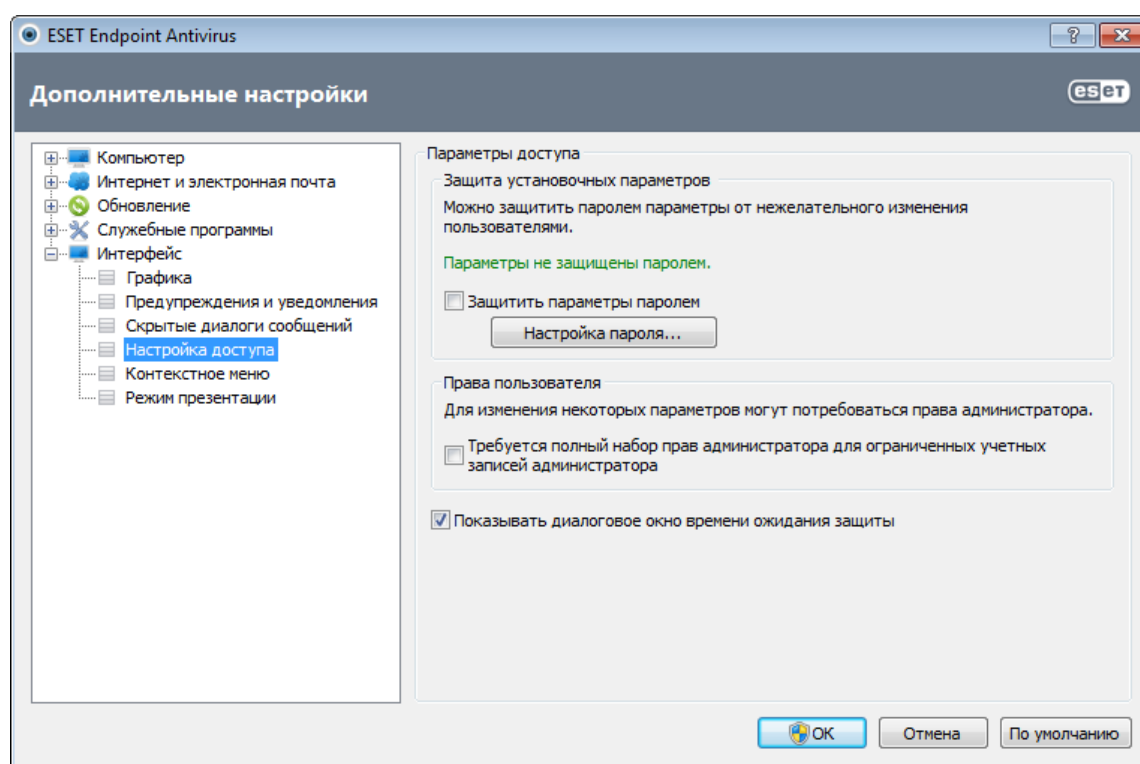 ESET Endpoint Antivirus
?
Дополнительные настройки
eset
Компьютер
Интернет и электронная почта
Обновление
Служебные программы
Интерфейс
Графика
Предупреждения и уведомления
Скрытые диалоги сообщений
Настройка доступа
Контекстное меню
Режим презентации
Параметры доступа
Защита установочных параметров
Можно защитить паролем параметры от нежелательного изменения
пользователями.
Параметры не защищены паролем.
Защитить параметры паролем
Настройка пароля...
Права пользователя
Для изменения некоторых параметров могут потребоваться права администратора.
Требуется полный набор прав администратора для ограниченных учетных
записей администратора
Показывать диалоговое окно времени ожидания защиты
OK
Отмена
По умолчанию